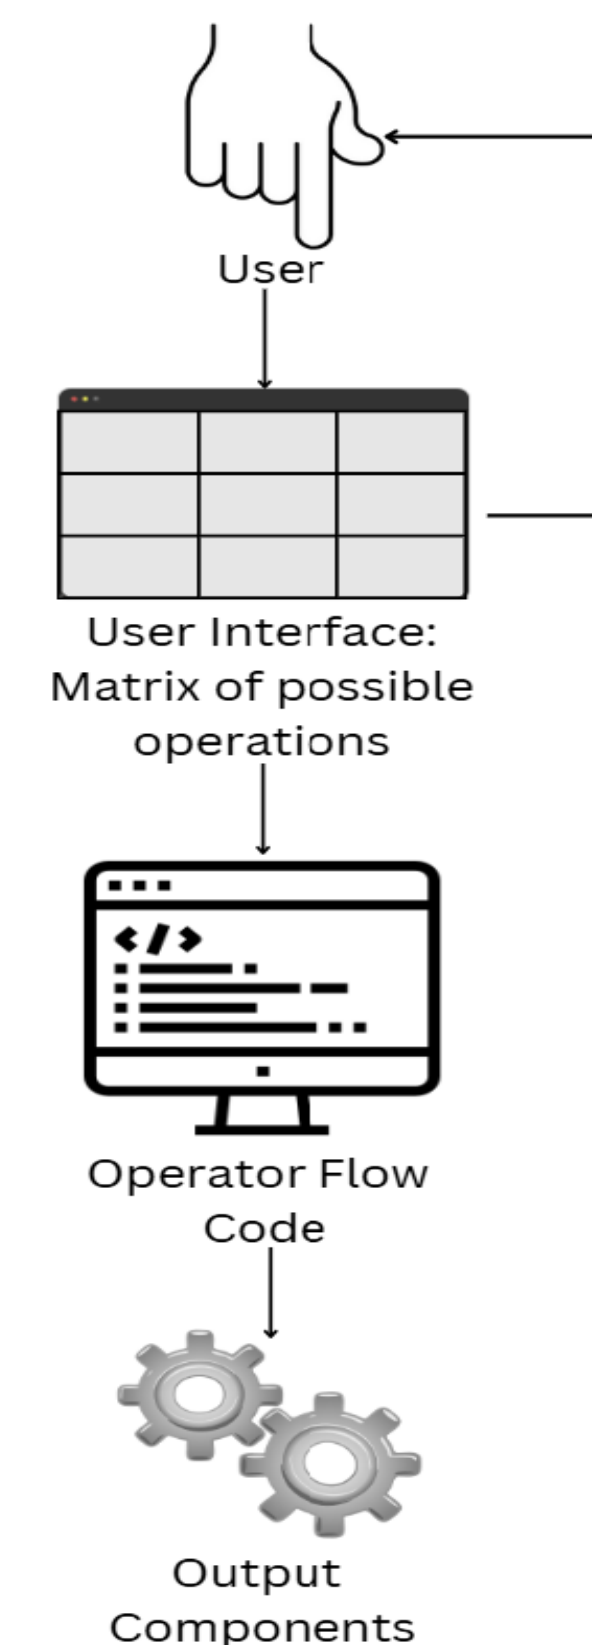 User
User Interface:
Matrix of possible
operations
</>
Operator Flow
Code
Output
Components